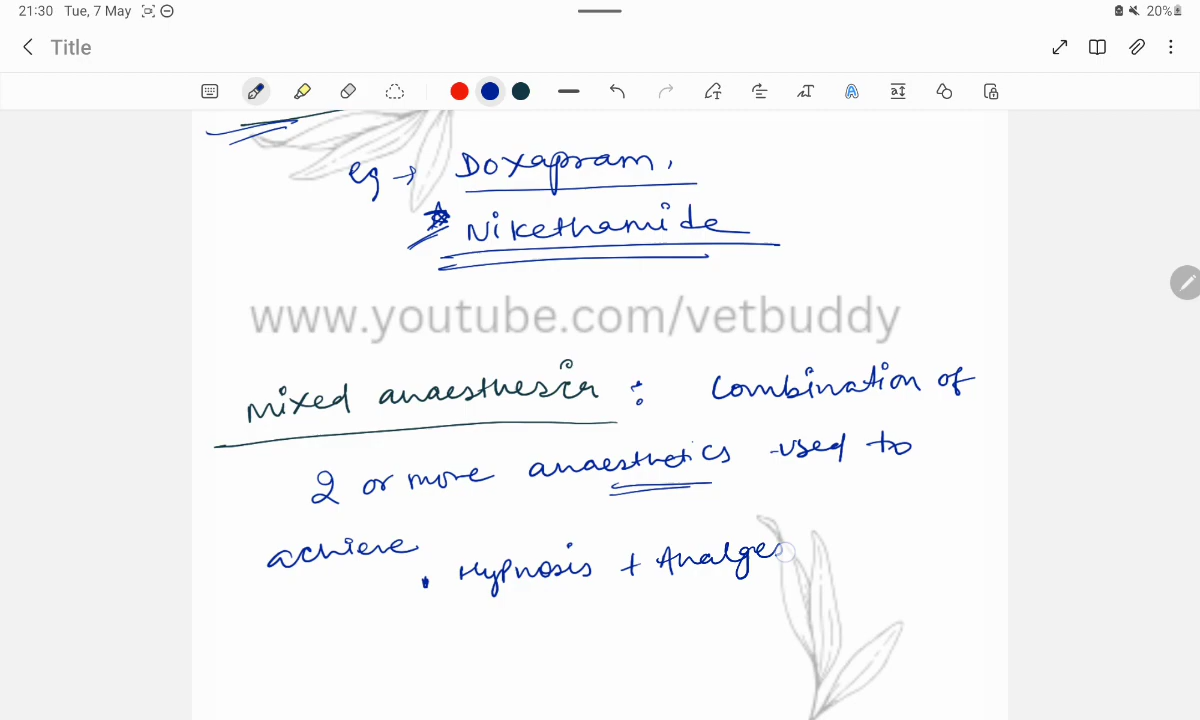 21:30 Tue, 7 May
20%
Title
eg → Doxapram,
Nikethamide
www.youtube.com/vetbuddy
Mixed anaesthesia : Combination of
2 or more anaesthetics used to
achieve
. Hypnosis + Analges